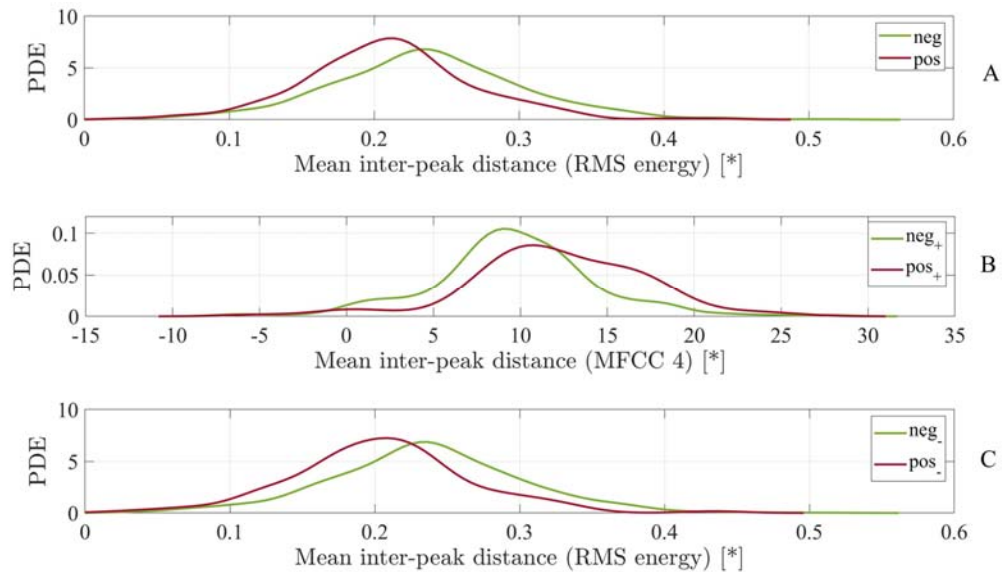 10
5
0
PDE
neg
pos
A
0 0.1 0.2 0.3 0.4 0.5 0.6
Mean inter-peak distance (RMS energy) [*]
0.1
0.05
0
PDE
neg+
pos+
B
-15 -10 -5 0 5 10 15 20 25 30 35
Mean inter-peak distance (MFCC 4) [*]
10
5
0
PDE
neg-
pos-
C
0 0.1 0.2 0.3 0.4 0.5 0.6
Mean inter-peak distance (RMS energy) [*]